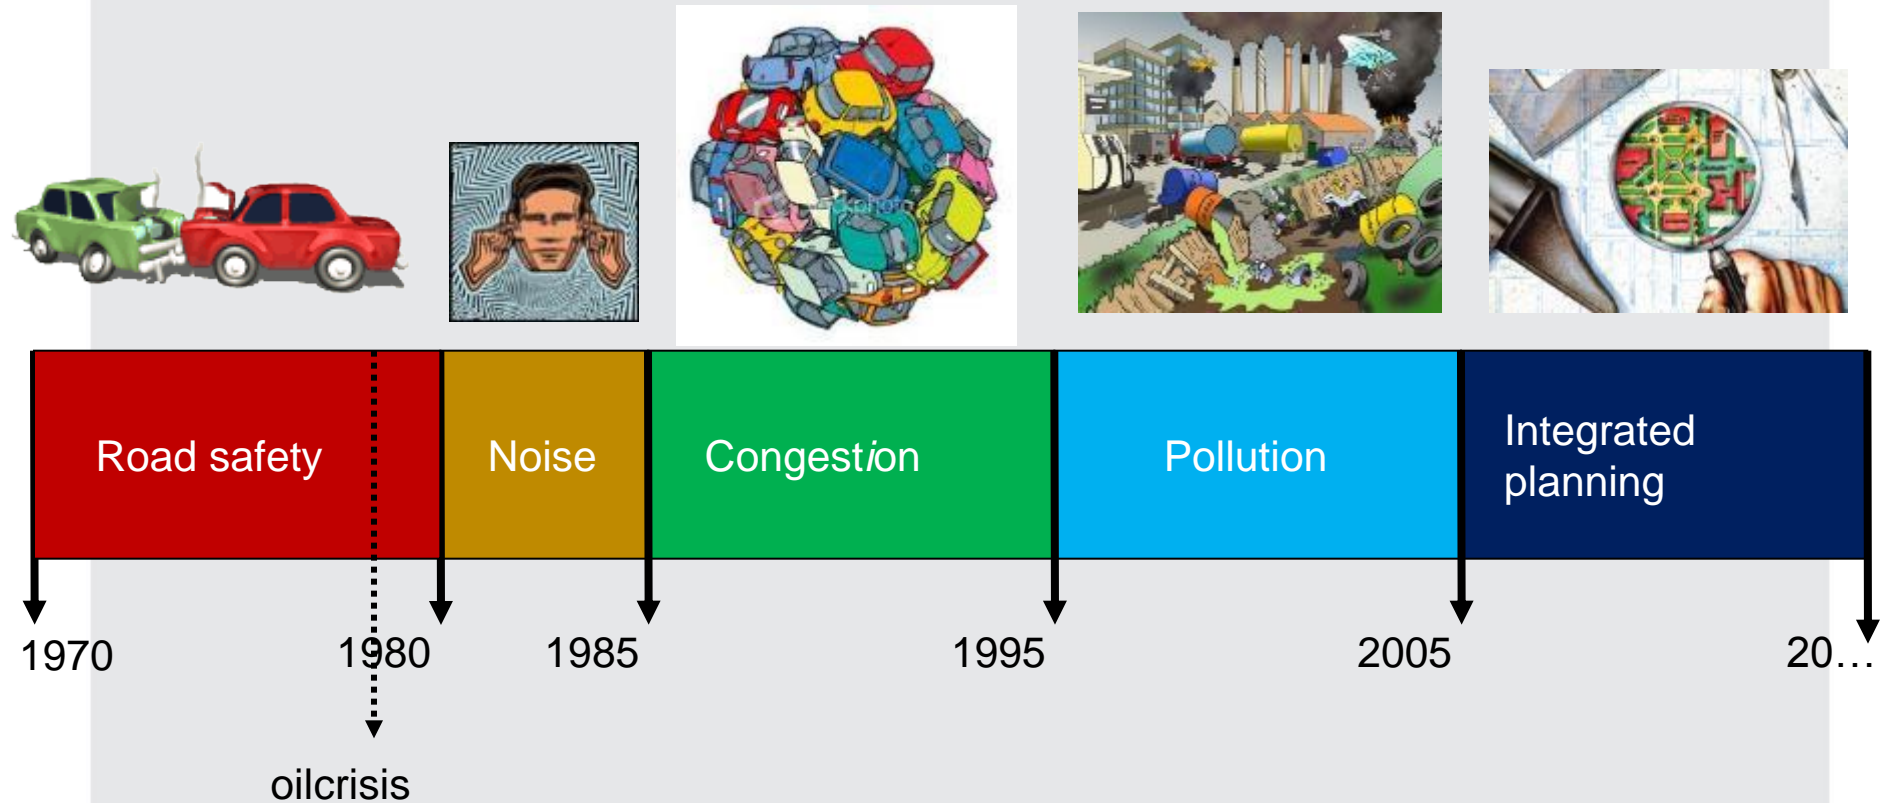 Road safety
Noise
Congestion
Pollution
Integrated
planning
1970
1980
1985
1995
2005
20…
oilcrisis